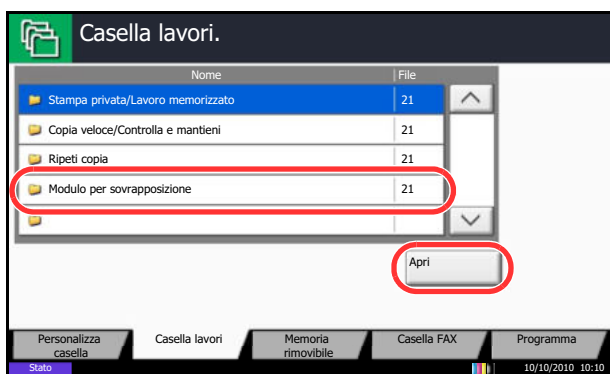 Casella lavori.
Nome File
Stampa privata/Lavoro memorizzato 21
Copia veloce/Controlla e mantieni 21
Ripeti copia 21
Modulo per sovrapposizione 21
Apri
Personalizza casella Casella lavori Memoria rimovibile Casella FAX Programma
Stato 10/10/2010 10:10